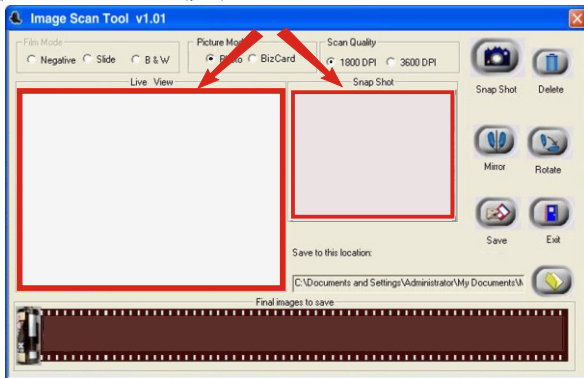 Image Scan Tool v1.01
Film Mode
Negative
Slide
B & W
Picture Mode
Photo
BizCard
Scan Quality
1800 DPI
3600 DPI
Live View
Snap Shot
Snap Shot
Delete
Mirror
Rotate
Save
Exit
Save to this location:
C:\Documents and Settings\Administrator\My Documents\
Final images to save